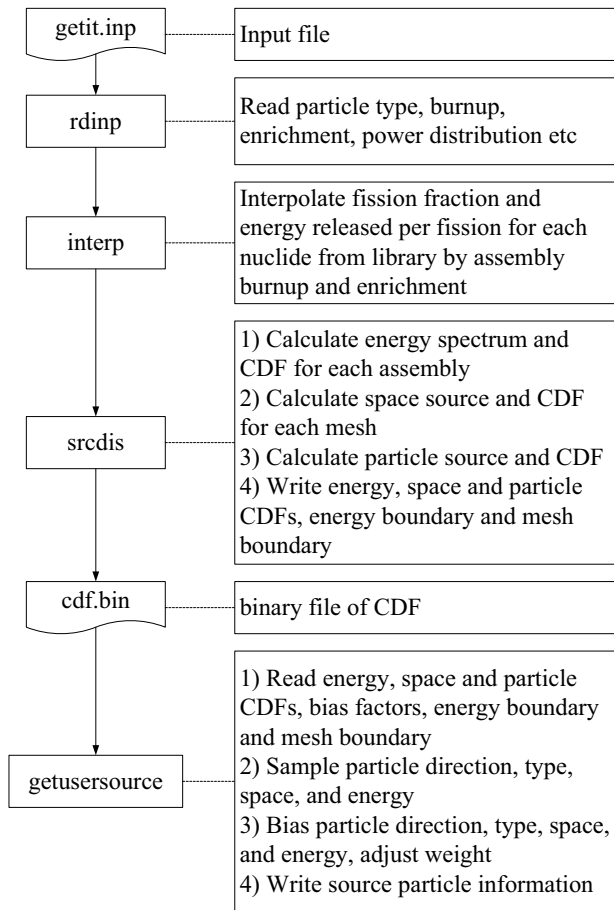 getit.inp
Input file
rdinp
Read particle type, burnup,
enrichment, power distribution etc
interp
Interpolate fission fraction and
energy released per fission for each
nuclide from library by assembly
burnup and enrichment
srcdis
1) Calculate energy spectrum and
CDF for each assembly
2) Calculate space source and CDF
for each mesh
3) Calculate particle source and CDF
4) Write energy, space and particle
CDFs, energy boundary and mesh
boundary
cdf.bin
binary file of CDF
getusersource
1) Read energy, space and particle
CDFs, bias factors, energy boundary
and mesh boundary
2) Sample particle direction, type,
space, and energy
3) Bias particle direction, type, space,
and energy, adjust weight
4) Write source particle information